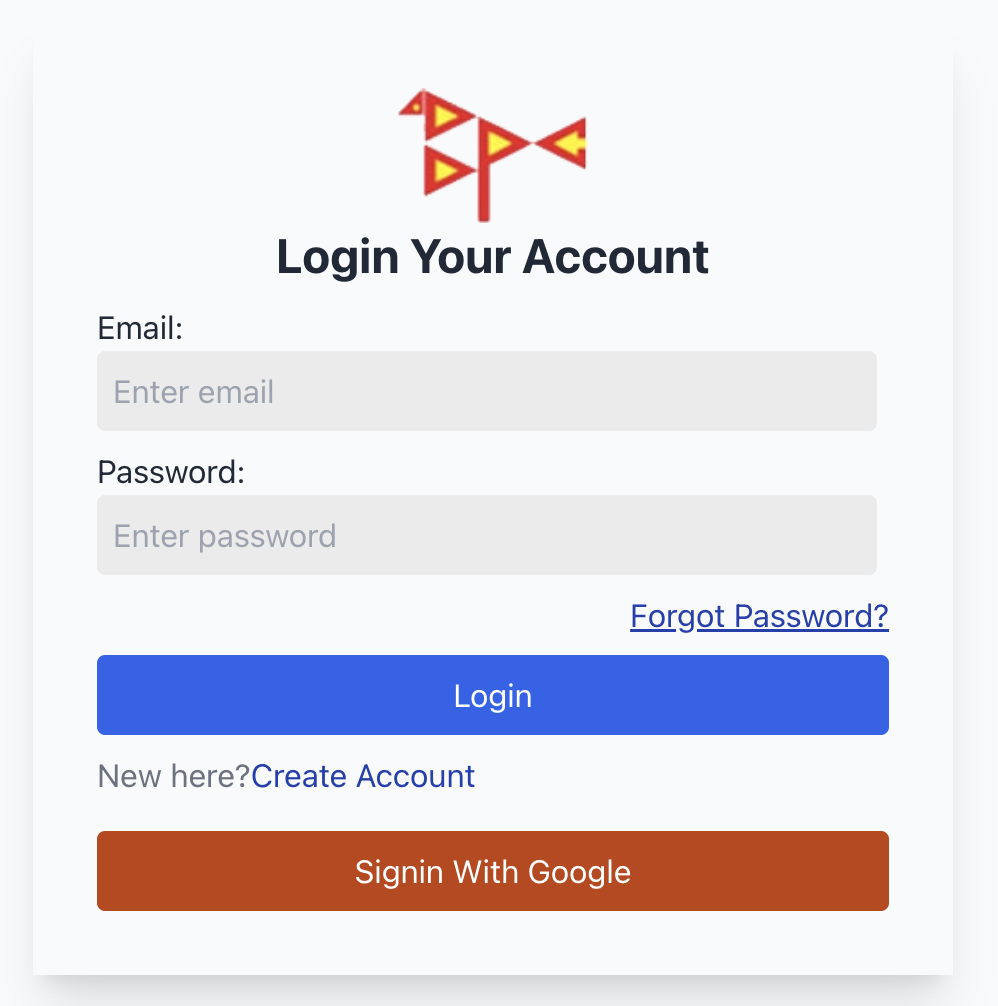 Login Your Account
Email:
Enter email
Password:
Enter password
Forgot Password?
Login
New here?Create Account
Signin With Google